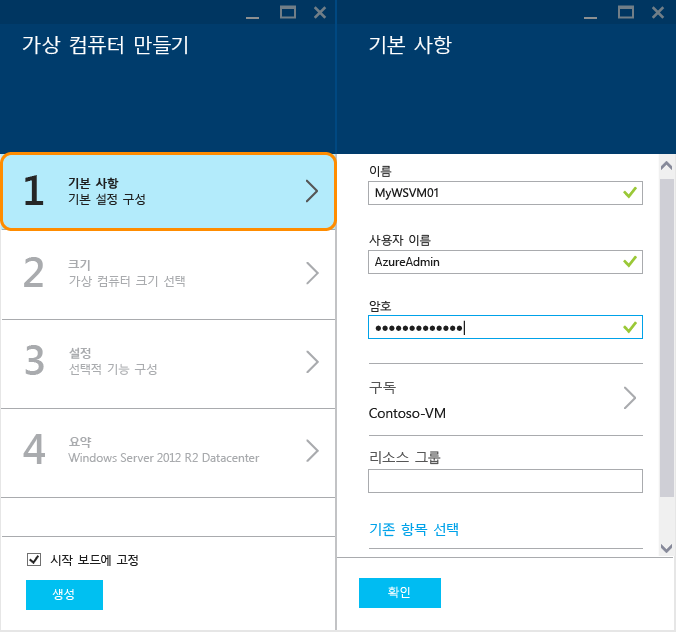 가상 컴퓨터 만들기
1
기본 사항
기본 설정 구성
2
크기
가상 컴퓨터 크기 선택
3
설정
선택적 기능 구성
4
요약
Windows Server 2012 R2 Datacenter
시작 보드에 고정
생성
기본 사항
이름
MyWSVM01
사용자 이름
AzureAdmin
암호
●●●●●●●●●●●●●
구독
Contoso-VM
리소스 그룹
기존 항목 선택
확인